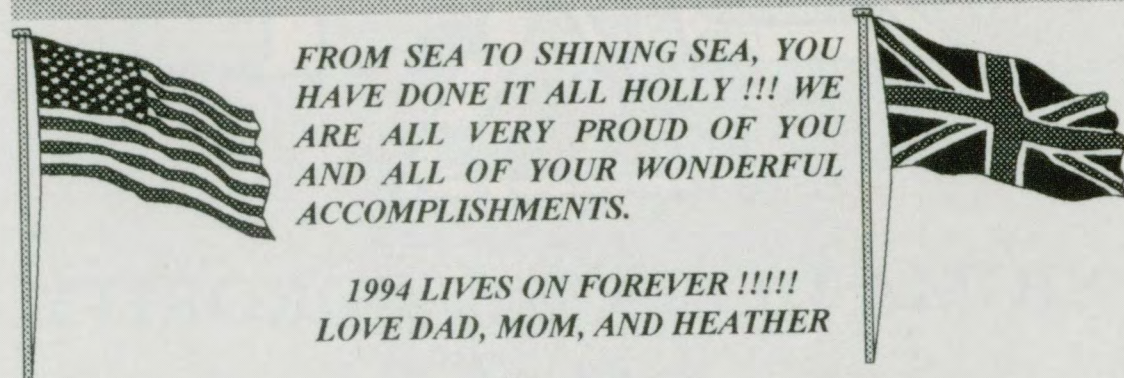 FROM SEA TO SHINING SEA, YOU
HAVE DONE IT ALL HOLLY !!! WE
ARE ALL VERY PROUD OF YOU
AND ALL OF YOUR WONDERFUL
ACCOMPLISHMENTS.
1994 LIVES ON FOREVER !!!!!
LOVE DAD, MOM, AND HEATHER